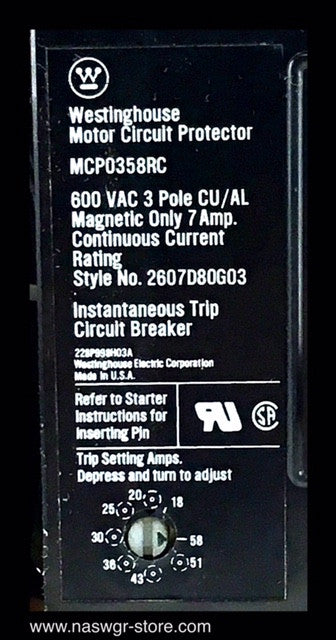 W
Westinghouse
Motor Circuit Protector
MCP0358RC
600 VAC 3 Pole CU/AL
Magnetic Only 7 Amp.
Continuous Current
Rating
Style No. 2607D80G03
Instantaneous Trip
Circuit Breaker
Westinghouse Electric Corporation
Made in U.S.A.
Refer to Starter
Instructions for
Inserting Pin
RU SA
Trip Setting Amps.
Depress and turn to adjust
20 18
25
30 58
38 51
43
www.naswgr-store.com